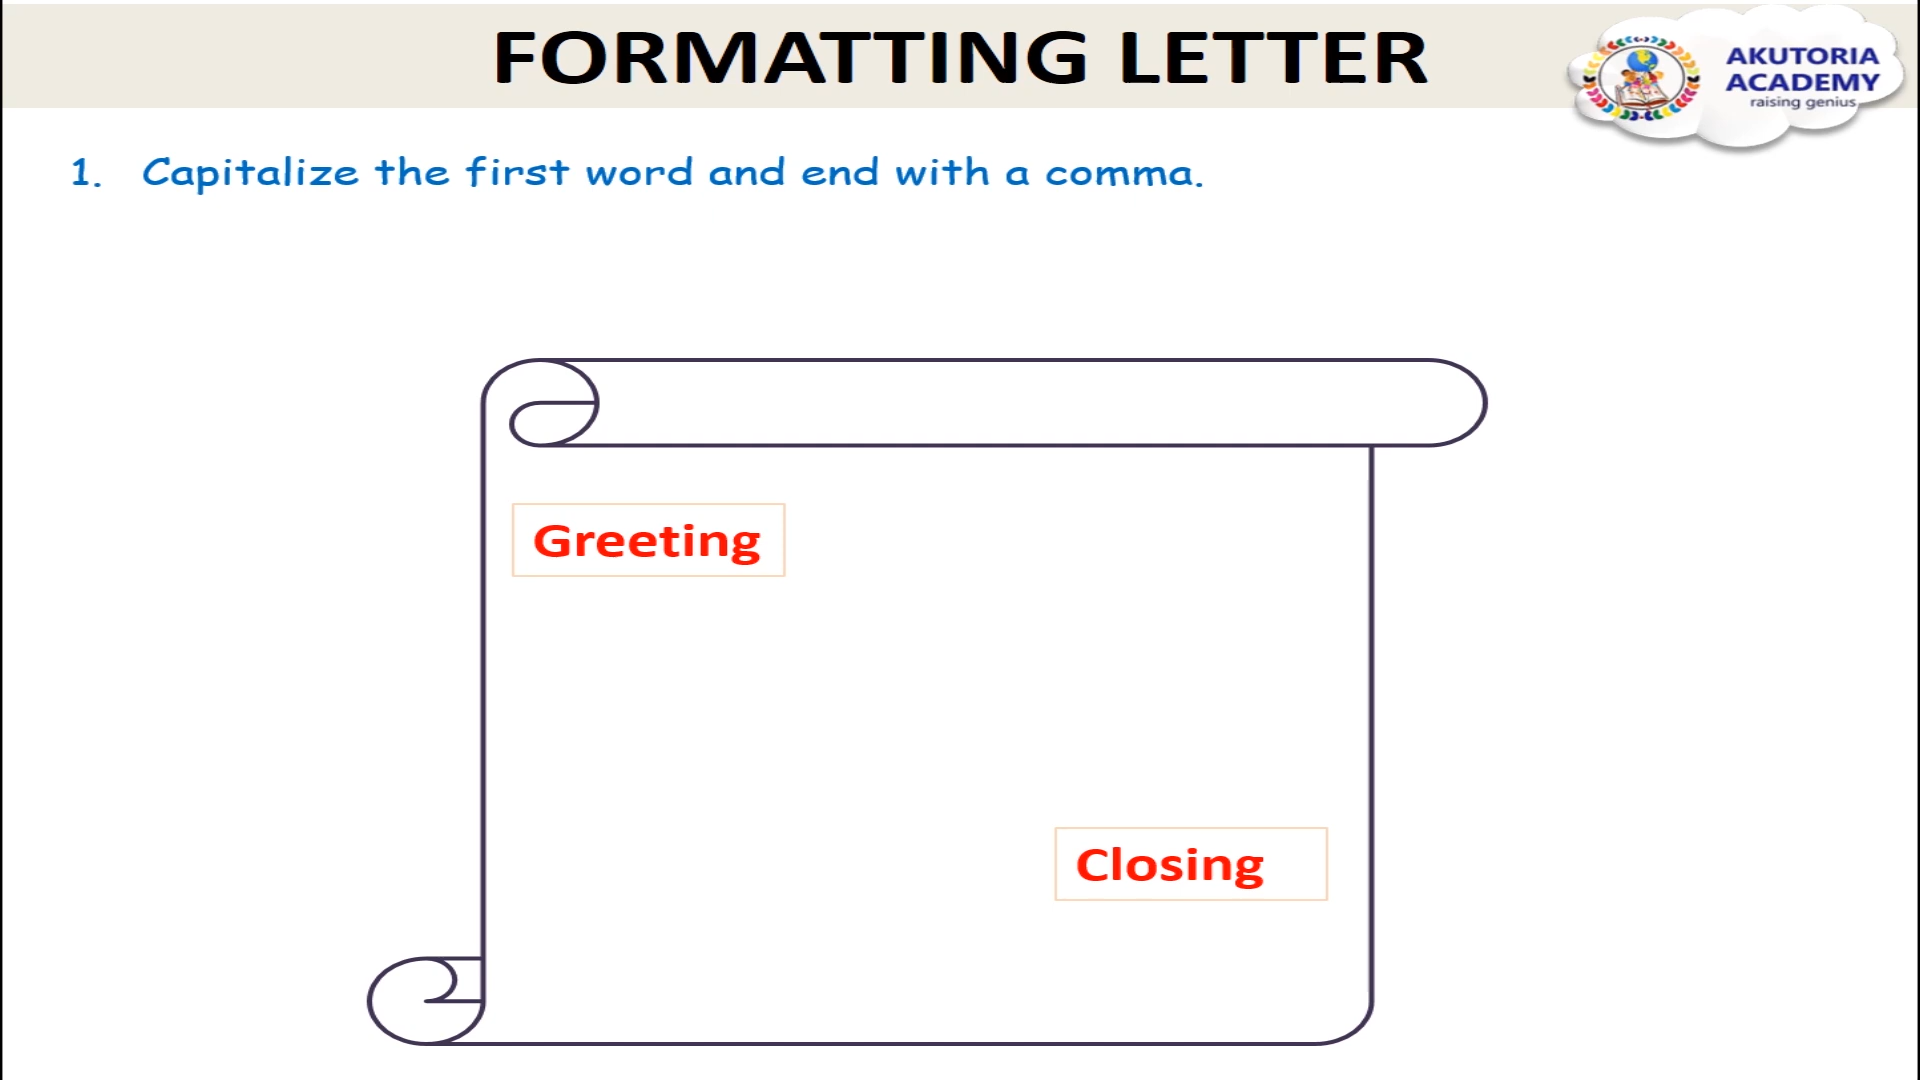 FORMATTING LETTER
AKUTORIA
ACADEMY
raising genius
1. Capitalize the first word and end with a comma.
Greeting
Closing